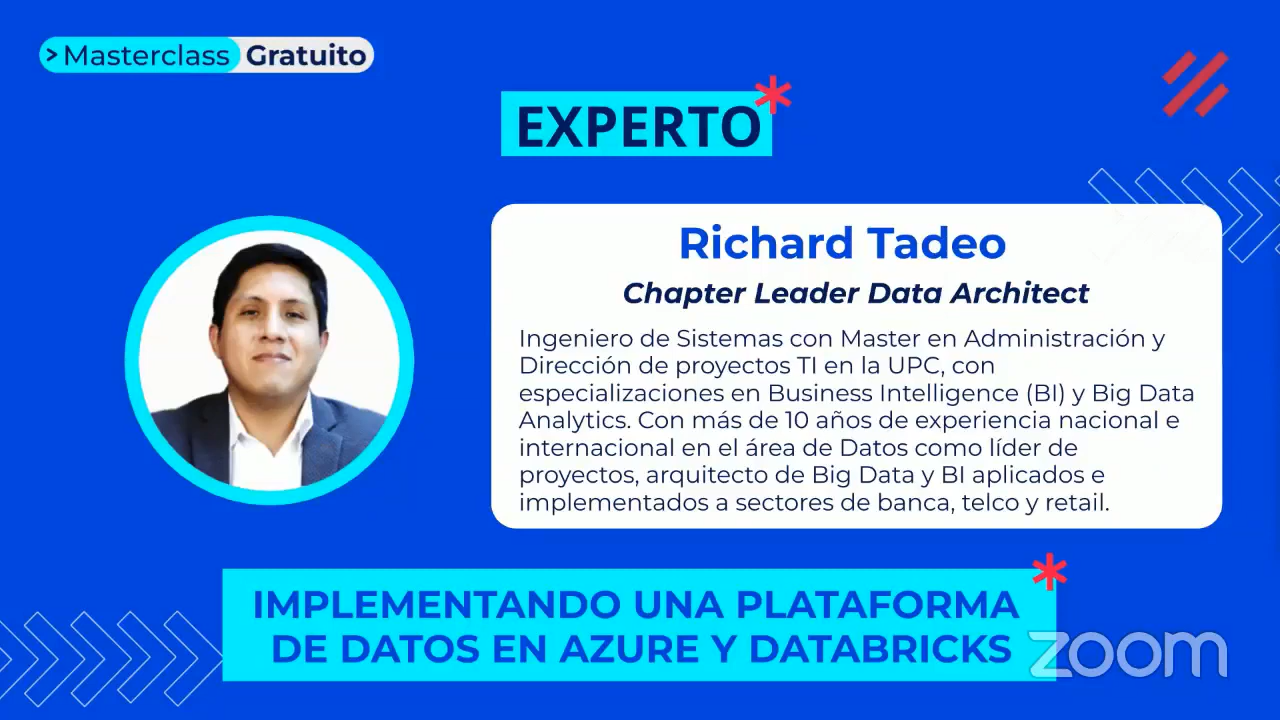 > Masterclass Gratuito
EXPERTO*
Richard Tadeo
Chapter Leader Data Architect
Ingeniero de Sistemas con Master en Administración y
Dirección de proyectos TI en la UPC, con
especializaciones en Business Intelligence (BI) y Big Data
Analytics. Con más de 10 años de experiencia nacional e
internacional en el área de Datos como líder de
proyectos, arquitecto de Big Data y BI aplicados e
implementados a sectores de banca, telco y retail.
IMPLEMENTANDO UNA PLATAFORMA*
DE DATOS EN AZURE Y DATABRICKS
zoom